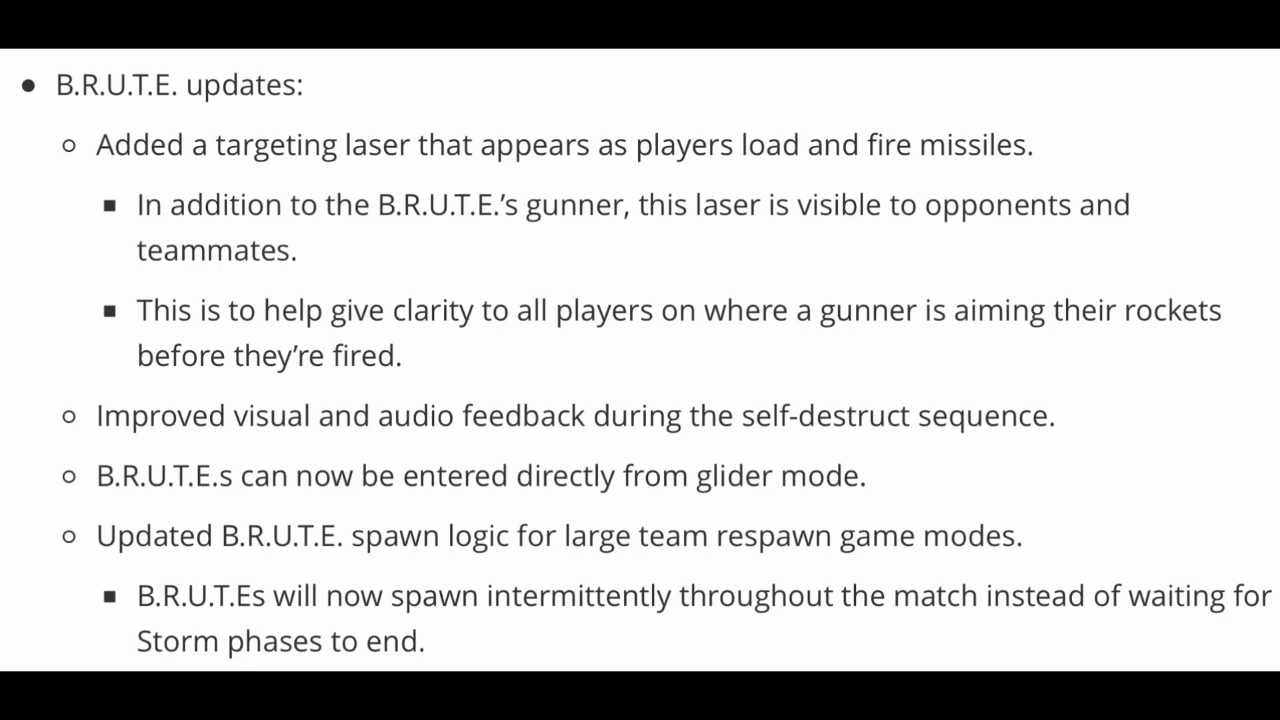 B.R.U.T.E. updates:
Added a targeting laser that appears as players load and fire missiles.
In addition to the B.R.U.T.E.’s gunner, this laser is visible to opponents and
teammates.
This is to help give clarity to all players on where a gunner is aiming their rockets
before they’re fired.
Improved visual and audio feedback during the self-destruct sequence.
B.R.U.T.E.s can now be entered directly from glider mode.
Updated B.R.U.T.E. spawn logic for large team respawn game modes.
B.R.U.T.Es will now spawn intermittently throughout the match instead of waiting for
Storm phases to end.